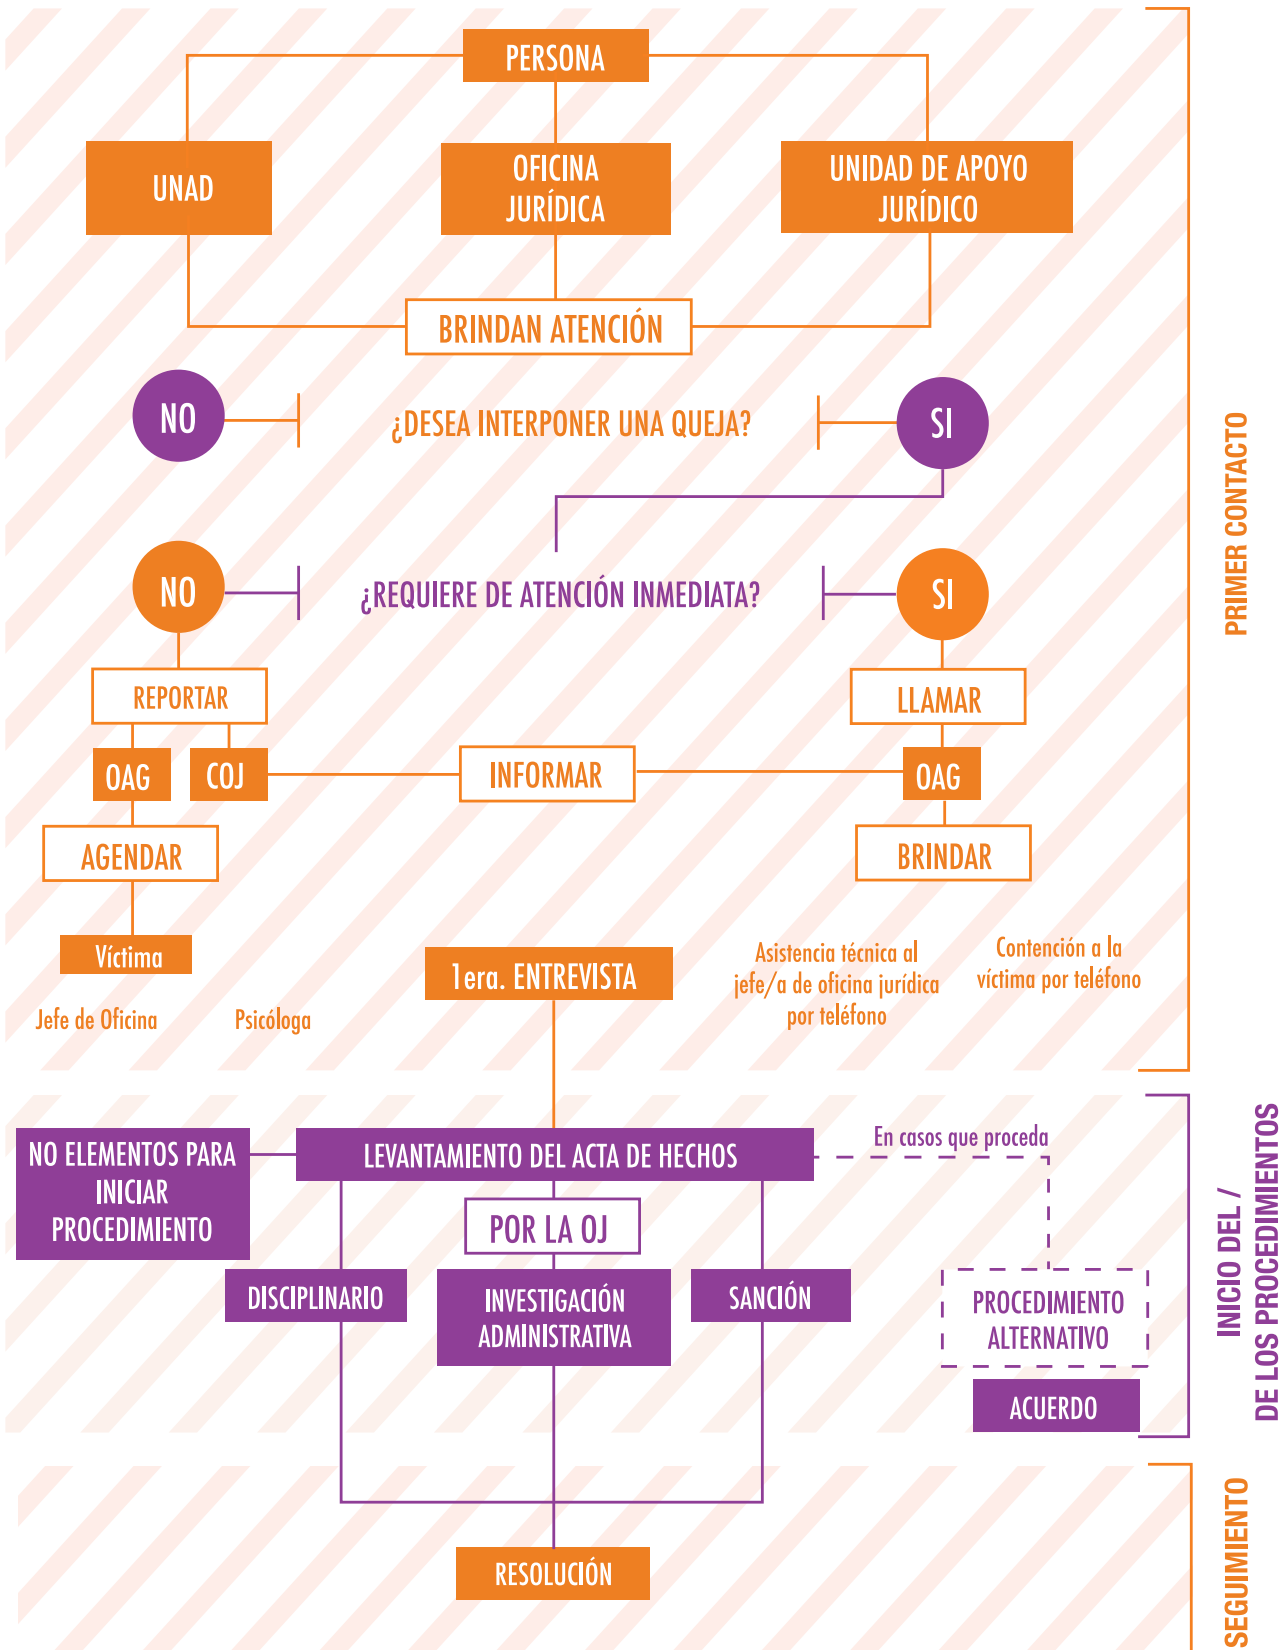 PERSONA
UNAD
OFICINA
JURÍDICA
UNIDAD DE APOYO
JURÍDICO
BRINDAN ATENCIÓN
NO
¿DESEA INTERPONER UNA QUEJA?
SI
NO
¿REQUIERE DE ATENCIÓN INMEDIATA?
SI
REPORTAR
LLAMAR
OAG
COJ
INFORMAR
OAG
AGENDAR
BRINDAR
Víctima
Jefe de Oficina
Psicóloga
1era. ENTREVISTA
Asistencia técnica al
jefe/a de oficina jurídica
por teléfono
Contención a la
víctima por teléfono
PRIMER CONTACTO
NO ELEMENTOS PARA
INICIAR
PROCEDIMIENTO
LEVANTAMIENTO DEL ACTA DE HECHOS
En casos que proceda
POR LA OJ
DISCIPLINARIO
INVESTIGACIÓN
ADMINISTRATIVA
SANCIÓN
PROCEDIMIENTO
ALTERNATIVO
ACUERDO
INICIO DEL /
DE LOS PROCEDIMIENTOS
RESOLUCIÓN
SEGUIMIENTO